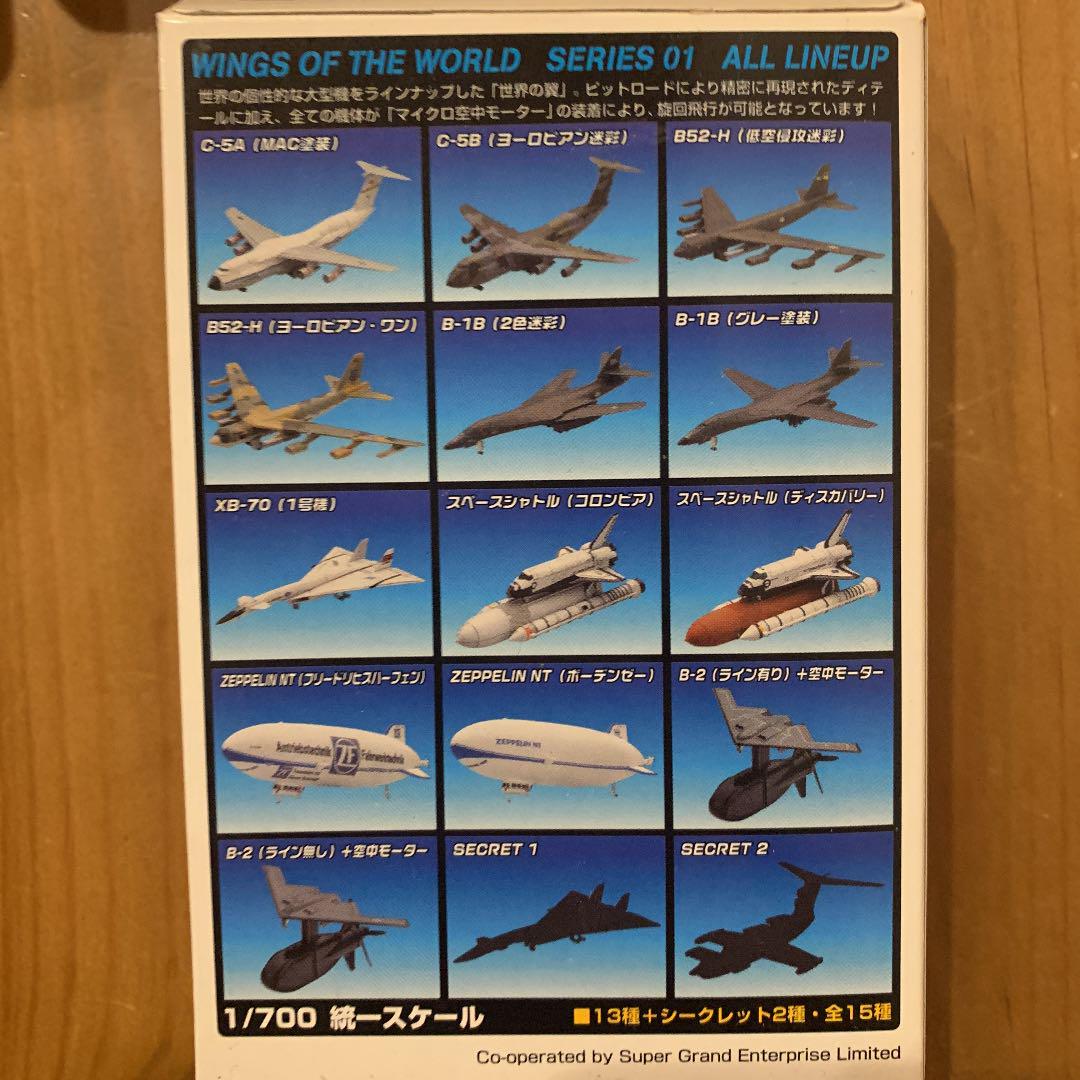 WINGS OF THE WORLD SERIES 01 ALL LINEUP
世界の個性的な大型機をラインナップした「世界の翼」。ピットロードにより精密に再現されたディテ
ールに加え、全ての機体が「マイクロ空中モーター」の装着により、旋回飛行が可能となっています!
C-5A (MAC塗装)
C-5B (ヨーロピアン迷彩)
B52-H (低空侵攻迷彩)
B52-H (ヨーロピアン・ワン)
B-1B (2色迷彩)
B-1B (グレー塗装)
XB-70 (1号機)
スペースシャトル (コロンビア)
スペースシャトル (ディスカバリー)
ZEPPELIN NT (フリードリヒスハーフェン)
ZEPPELIN NT (ボーデンゼー)
B-2 (ライン有り) +空中モーター
Antriebstechnik ZF Fahrwerktechnik
ZEPPELIN NT
B-2 (ライン無し) +空中モーター
SECRET 1
SECRET 2
1/700 統一スケール
■13種+シークレット2種・全15種
Co-operated by Super Grand Enterprise Limited